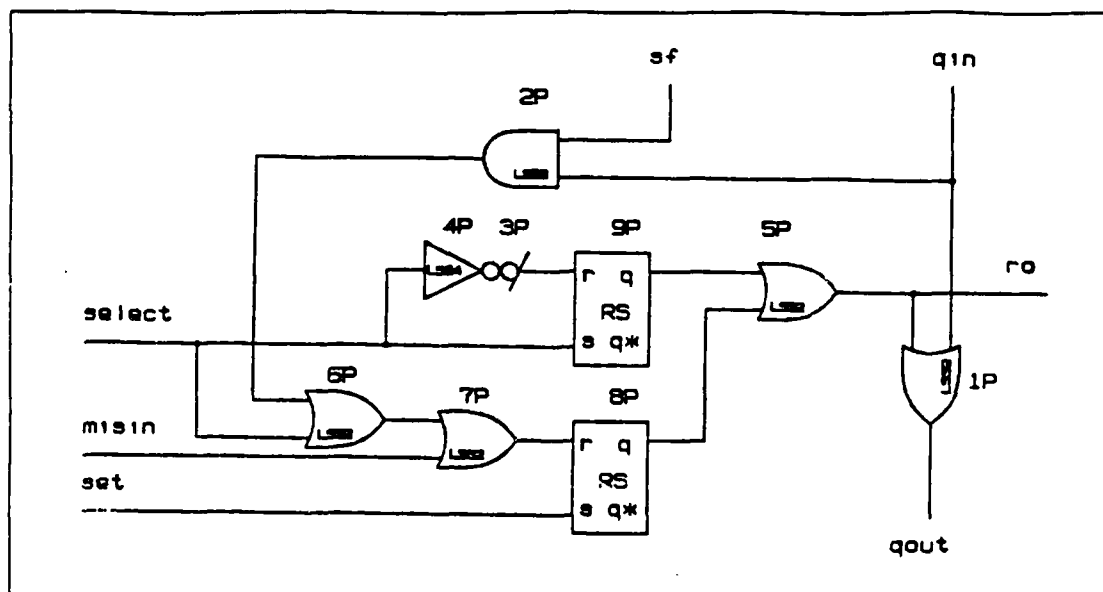 sf
qin
2P
4P 3P
9P
5P
r q
RS
s q*
ro
select
6P
7P
8P
1P
misin
r q
RS
s q*
set
qout